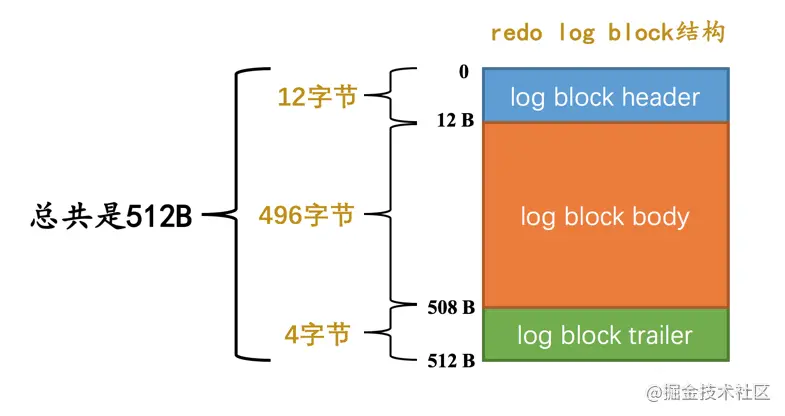 redo log block结构
0
12字节
log block header
12 B
总共是512B
496字节
log block body
508 B
4字节
log block trailer
512 B
@掘金技术社区